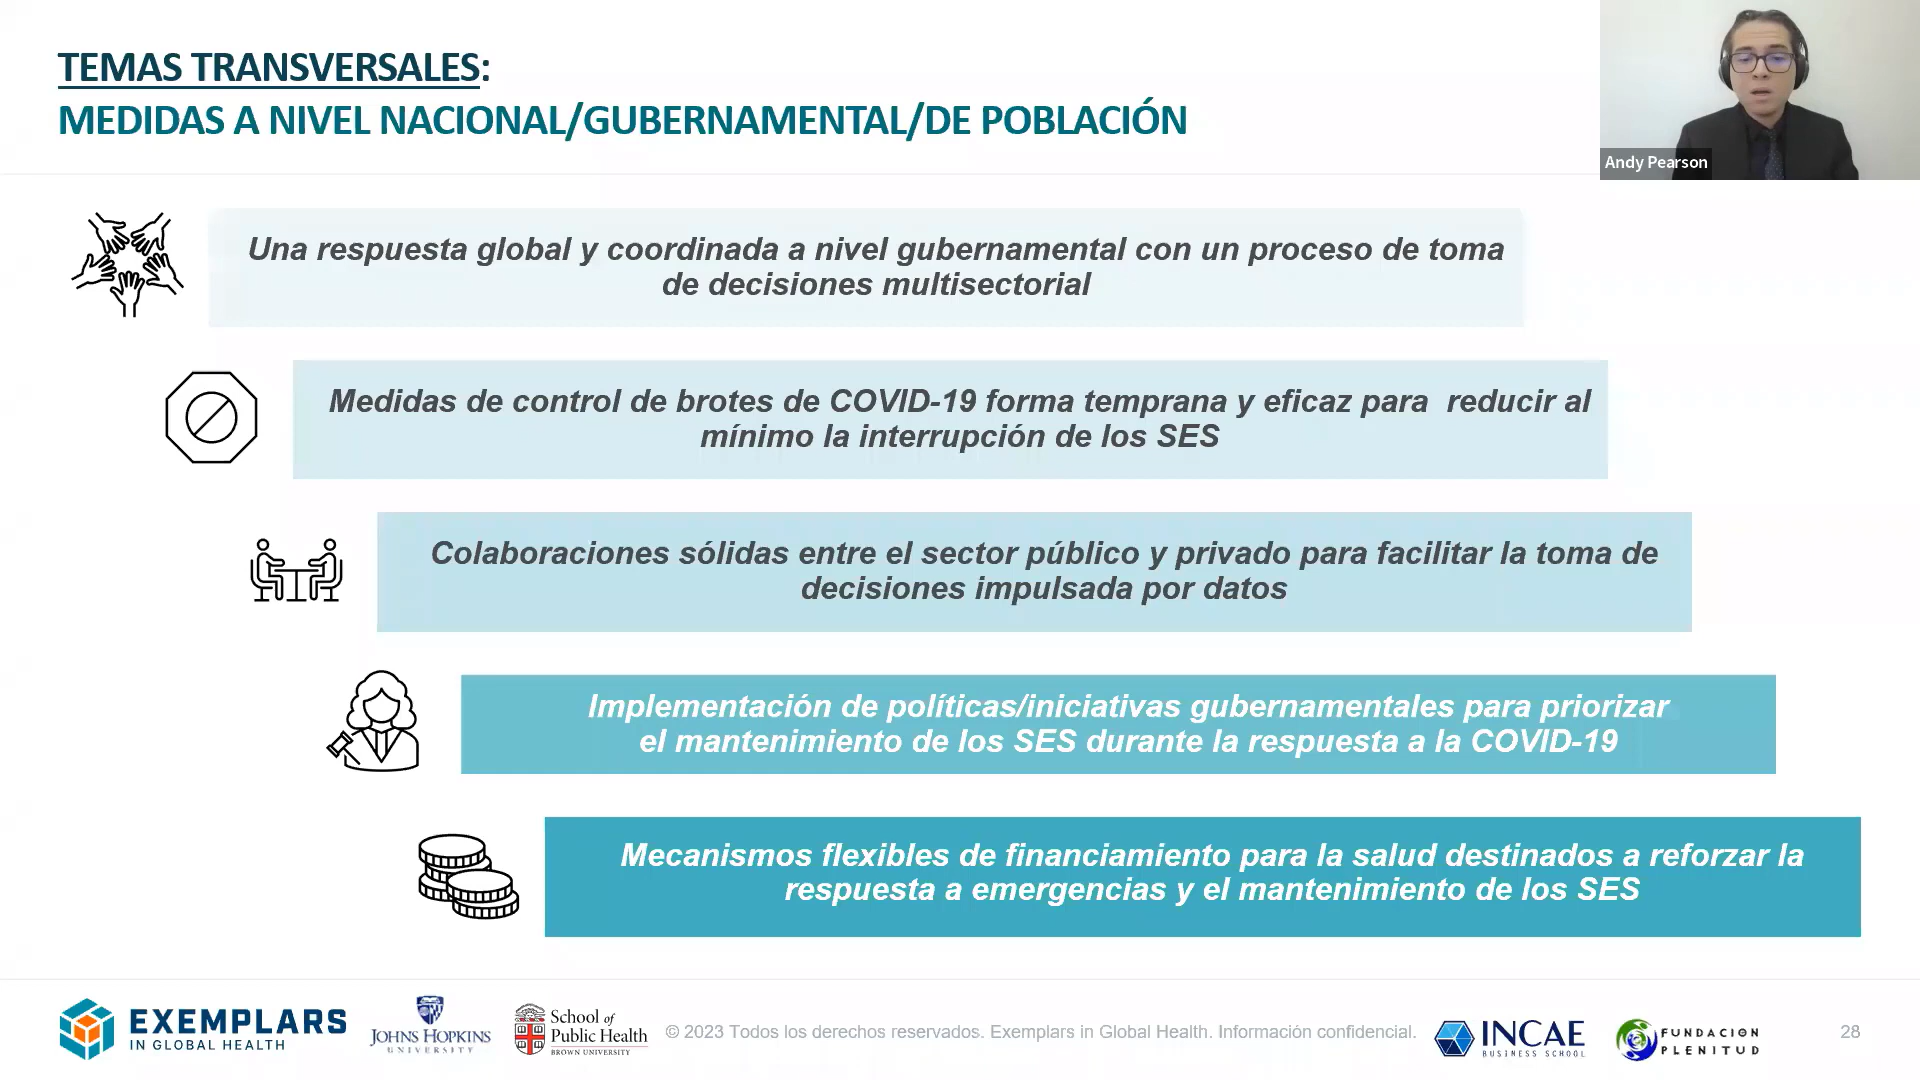 TEMAS TRANSVERSALES:
MEDIDAS A NIVEL NACIONAL/GUBERNAMENTAL/DE POBLACIÓN
Andy Pearson
Una respuesta global y coordinada a nivel gubernamental con un proceso de toma
de decisiones multisectorial
Medidas de control de brotes de COVID-19 forma temprana y eficaz para reducir al
mínimo la interrupción de los SES
Colaboraciones sólidas entre el sector público y privado para facilitar la toma de
decisiones impulsada por datos
Implementación de políticas/iniciativas gubernamentales para priorizar
el mantenimiento de los SES durante la respuesta a la COVID-19
Mecanismos flexibles de financiamiento para la salud destinados a reforzar la
respuesta a emergencias y el mantenimiento de los SES
EXEMPLARS
IN GLOBAL HEALTH
JOHNS HOPKINS
UNIVERSITY
School of
Public Health
BROWN UNIVERSITY
© 2023 Todos los derechos reservados. Exemplars in Global Health. Información confidencial.
INCAE
BUSINESS SCHOOL
FUNDACION
PLENITUD
28